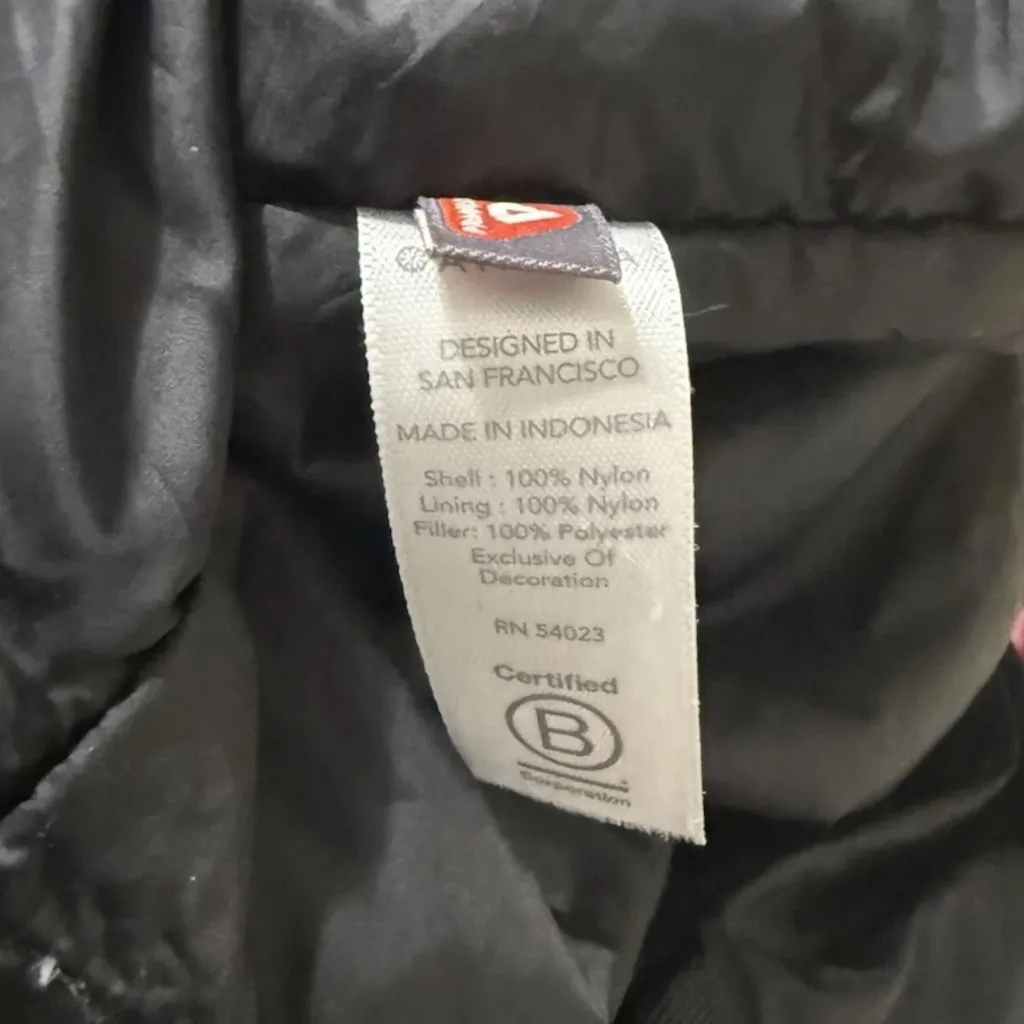 DESIGNED IN
SAN FRANCISCO
MADE IN INDONESIA
Shell : 100% Nylon
Lining : 100% Nylon
Filler: 100% Polyester
Exclusive Of
Decoration
RN 54023
Certified
B
Corporation